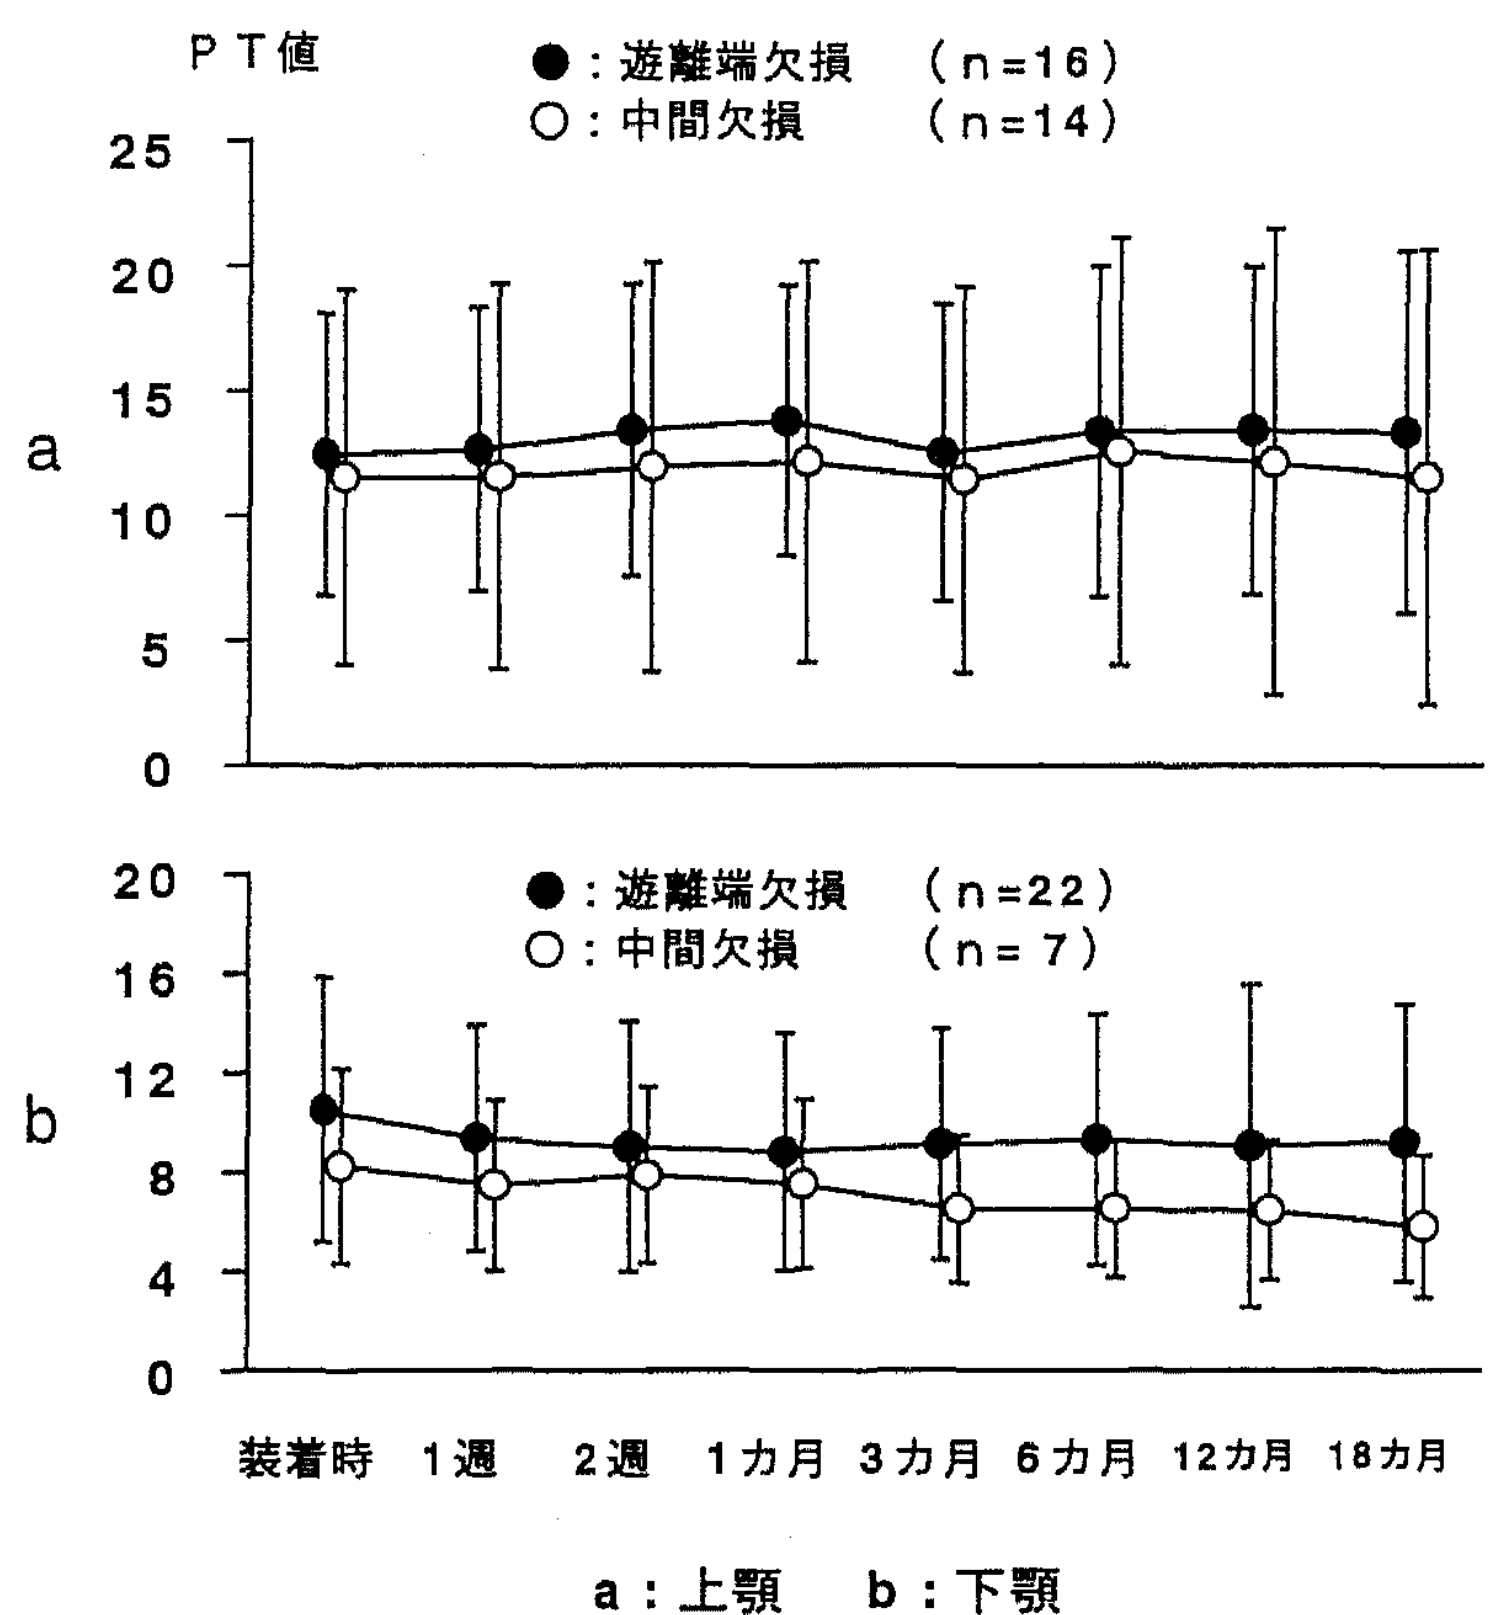 PT値
●：遊離端欠損 （n=16）
○：中間欠損 （n=14）
25
20
15
10
5
0
a
20
16
12
8
4
0
b
●：遊離端欠損 （n=22）
○：中間欠損 （n= 7）
装着時 1週 2週 1カ月 3カ月 6カ月 12カ月 18カ月
a：上顎 b：下顎